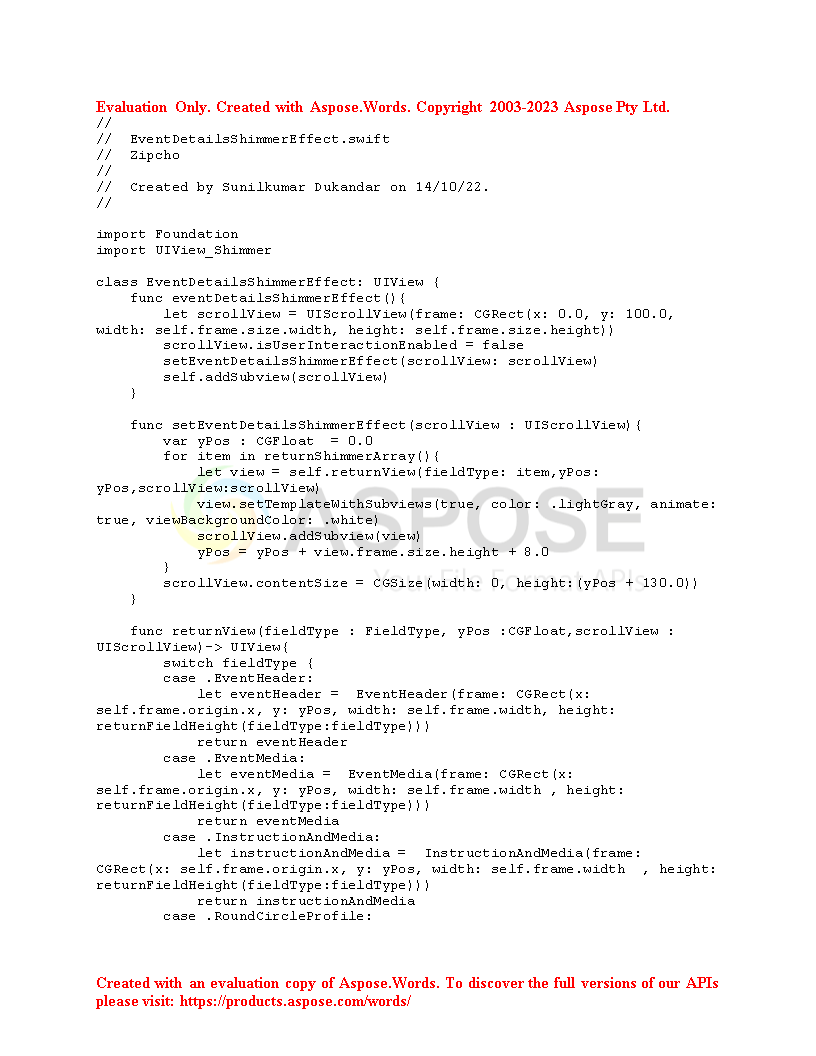 Evaluation Only. Created with Aspose.Words. Copyright 2003-2023 Aspose Pty Ltd.
//
//  EventDetailsShimmerEffect.swift
//  Zipcho
//
//  Created by Sunilkumar Dukandar on 14/10/22.
//

import Foundation
import UIView_Shimmer

class EventDetailsShimmerEffect: UIView {
    func eventDetailsShimmerEffect(){
        let scrollView = UIScrollView(frame: CGRect(x: 0.0, y: 100.0,
width: self.frame.size.width, height: self.frame.size.height))
        scrollView.isUserInteractionEnabled = false
        setEventDetailsShimmerEffect(scrollView: scrollView)
        self.addSubview(scrollView)
    }

    func setEventDetailsShimmerEffect(scrollView : UIScrollView){
        var yPos : CGFloat  = 0.0
        for item in returnShimmerArray(){
            let view = self.returnView(fieldType: item,yPos:
yPos,scrollView:scrollView)
            view.setTemplateWithSubviews(true, color: .lightGray, animate:
true, viewBackgroundColor: .white)
            scrollView.addSubview(view)
            yPos = yPos + view.frame.size.height + 8.0
        }
        scrollView.contentSize = CGSize(width: 0, height:(yPos + 130.0))
    }

    func returnView(fieldType : FieldType, yPos :CGFloat,scrollView :
UIScrollView)-> UIView{
        switch fieldType {
        case .EventHeader:
            let eventHeader =  EventHeader(frame: CGRect(x:
self.frame.origin.x, y: yPos, width: self.frame.width, height:
returnFieldHeight(fieldType:fieldType)))
            return eventHeader
        case .EventMedia:
            let eventMedia =  EventMedia(frame: CGRect(x:
self.frame.origin.x, y: yPos, width: self.frame.width , height:
returnFieldHeight(fieldType:fieldType)))
            return eventMedia
        case .InstructionAndMedia:
            let instructionAndMedia =  InstructionAndMedia(frame:
CGRect(x: self.frame.origin.x, y: yPos, width: self.frame.width  , height:
returnFieldHeight(fieldType:fieldType)))
            return instructionAndMedia
        case .RoundCircleProfile:
ASPOSE
Your File Format APIs
Created with an evaluation copy of Aspose.Words. To discover the full versions of our APIs
please visit: https://products.aspose.com/words/